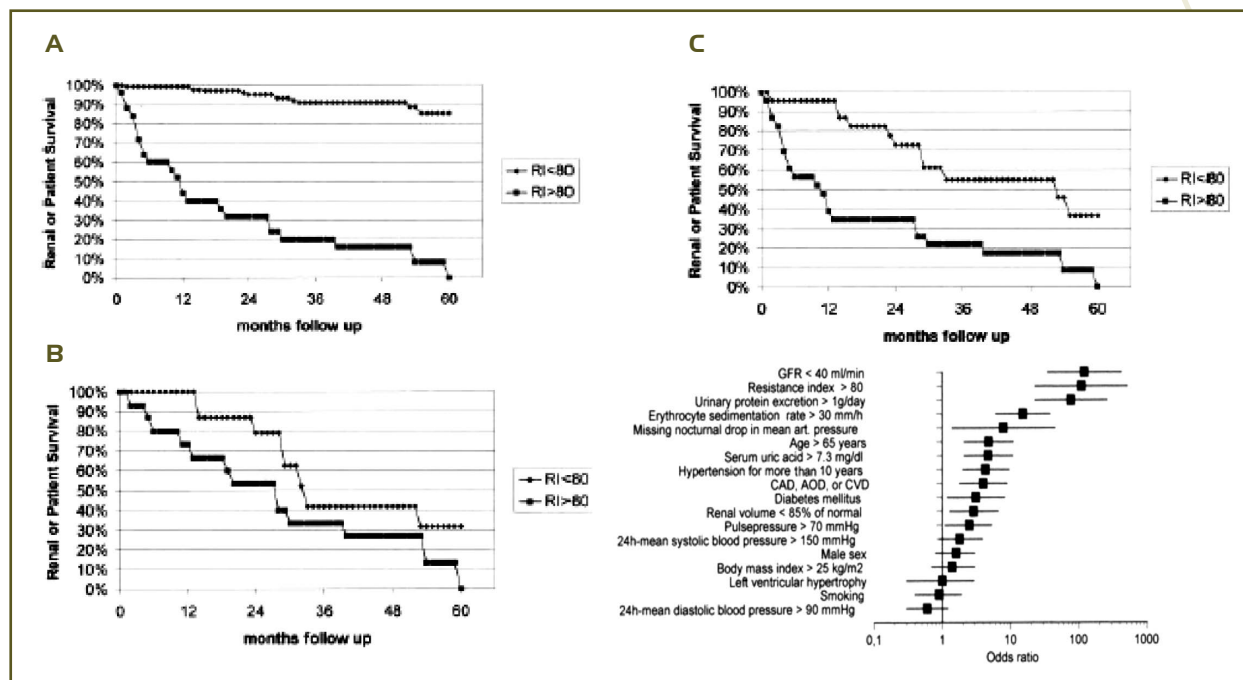 A
Renal or Patient Survival
100%
90%
80%
70%
60%
50%
40%
30%
20%
10%
0%
0 12 24 36 48 60
months follow up
RI<80
RI>80
B
Renal or Patient Survival
100%
90%
80%
70%
60%
50%
40%
30%
20%
10%
0%
0 12 24 36 48 60
months follow up
RI<80
RI>80
C
Renal or Patient Survival
100%
90%
80%
70%
60%
50%
40%
30%
20%
10%
0%
0 12 24 36 48 60
months follow up
RI<80
RI>80
GFR < 40 ml/min
Resistance index > 80
Urinary protein excretion > 1g/day
Erythrocyte sedimentation rate > 30 mm/h
Missing nocturnal drop in mean art. pressure
Age > 65 years
Serum uric acid > 7.3 mg/dl
Hypertension for more than 10 years
CAD, AOD, or CVD
Diabetes mellitus
Renal volume < 85% of normal
Pulsepressure > 70 mmHg
24h-mean systolic blood pressure > 150 mmHg
Male sex
Body mass index > 25 kg/m2
Left ventricular hypertrophy
Smoking
24h-mean diastolic blood pressure > 90 mmHg
0,1 1 10 100 1000
Odds ratio